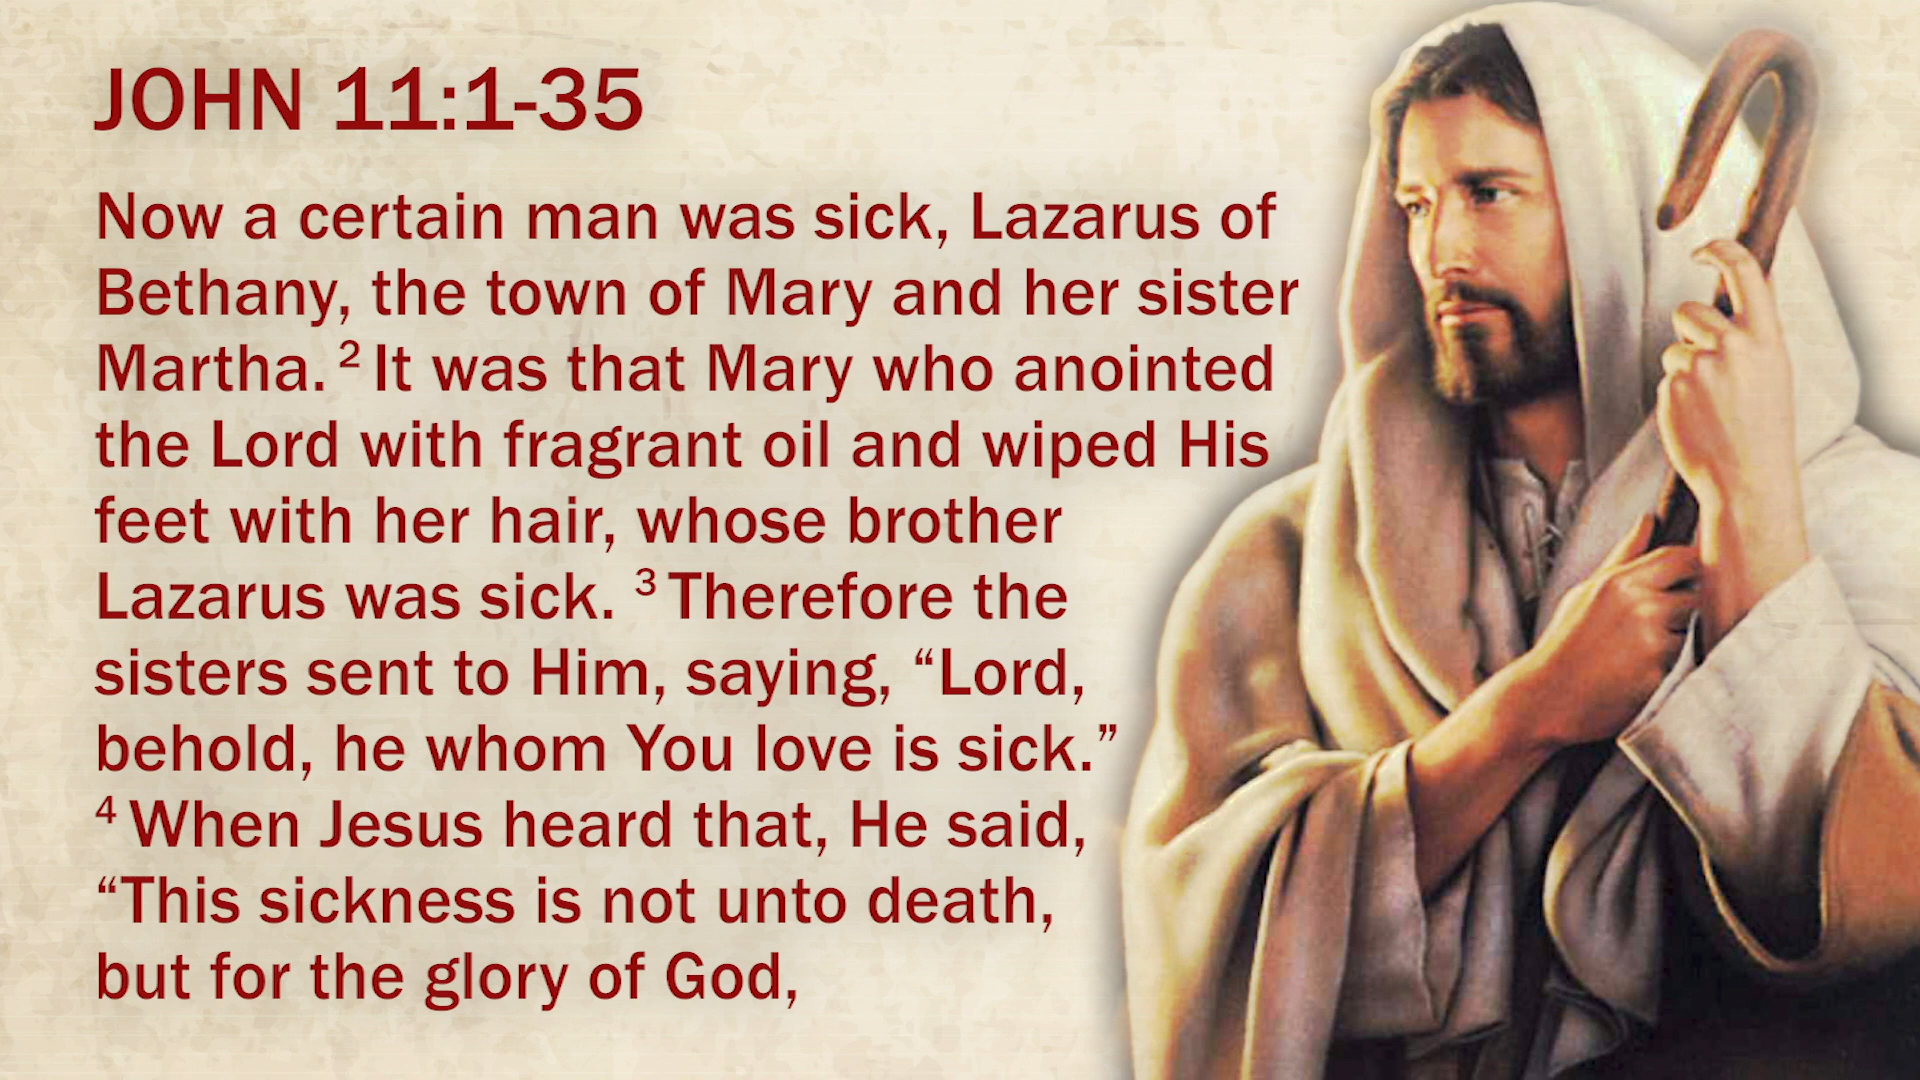 JOHN 11:1-35
Now a certain man was sick, Lazarus of
Bethany, the town of Mary and her sister
Martha. ² It was that Mary who anointed
the Lord with fragrant oil and wiped His
feet with her hair, whose brother
Lazarus was sick. ³ Therefore the
sisters sent to Him, saying, “Lord,
behold, he whom You love is sick.”
⁴ When Jesus heard that, He said,
“This sickness is not unto death,
but for the glory of God,